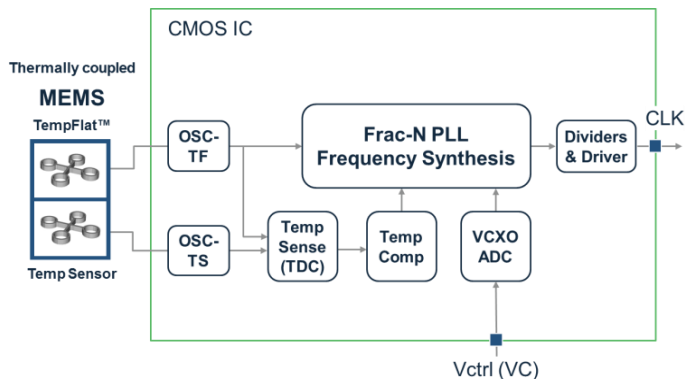 CMOS IC
Thermally coupled
MEMS
TempFlat™
OSC-
TF
Frac-N PLL
Frequency Synthesis
Dividers
& Driver
CLK
OSC-
TS
Temp
Sense
(TDC)
Temp
Comp
VCXO
ADC
Temp Sensor
Vctrl (VC)